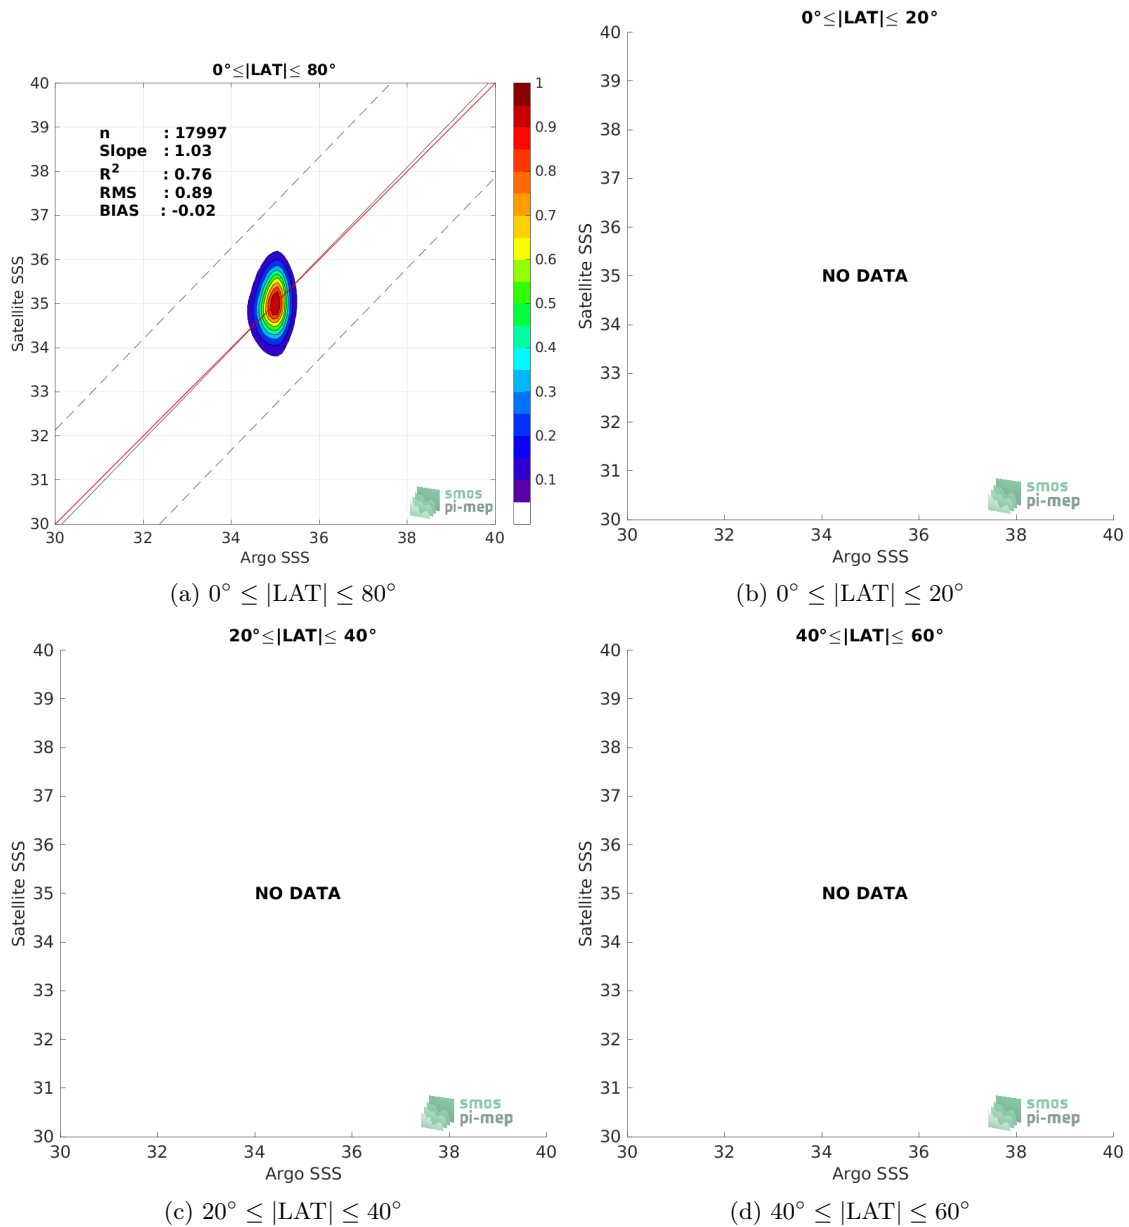 0°≤|LAT|≤ 80°
40
39
38
37
36
35
34
33
32
31
30
n : 17997
Slope : 1.03
R² : 0.76
RMS : 0.89
BIAS : -0.02
Satellite SSS
30 32 34 36 38 40
Argo SSS
1
0.9
0.8
0.7
0.6
0.5
0.4
0.3
0.2
0.1
smos
pi-mep
(a) 0° ≤ |LAT| ≤ 80°
0°≤|LAT|≤ 20°
40
39
38
37
36
35
34
33
32
31
30
Satellite SSS
NO DATA
smos
pi-mep
30 32 34 36 38 40
Argo SSS
(b) 0° ≤ |LAT| ≤ 20°
20°≤|LAT|≤ 40°
40
39
38
37
36
35
34
33
32
31
30
Satellite SSS
NO DATA
smos
pi-mep
30 32 34 36 38 40
Argo SSS
(c) 20° ≤ |LAT| ≤ 40°
40°≤|LAT|≤ 60°
40
39
38
37
36
35
34
33
32
31
30
Satellite SSS
NO DATA
smos
pi-mep
30 32 34 36 38 40
Argo SSS
(d) 40° ≤ |LAT| ≤ 60°